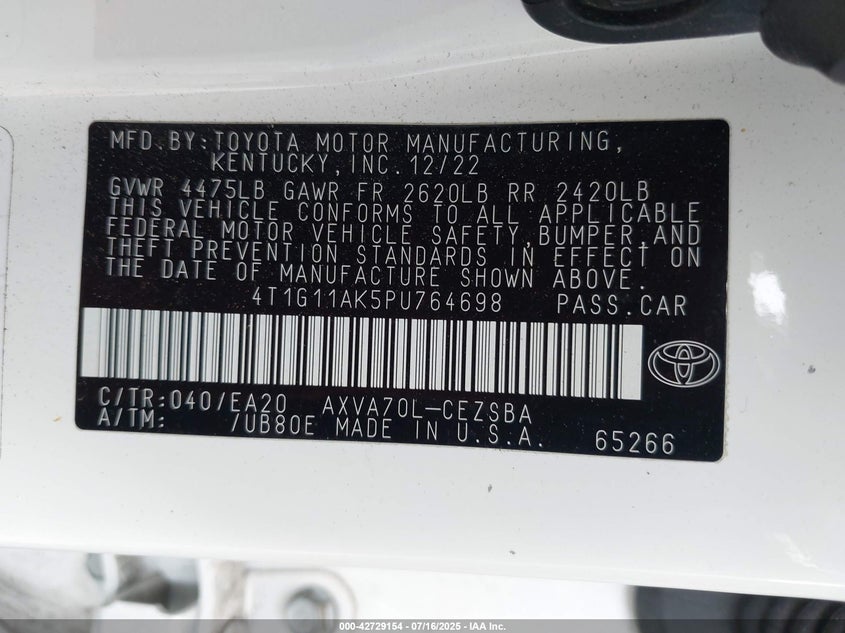 MFD.BY:TOYOTA MOTOR MANUFACTURING,
KENTUCKY,INC.12/22
GVWR 4475LB GAWR FR 2620LB RR 2420LB
THIS VEHICLE CONFORMS TO ALL APPLICABLE
FEDERAL MOTOR VEHICLE SAFETY,BUMPER,AND
THEFT PREVENTION STANDARDS IN EFFECT ON
THE DATE OF MANUFACTURE SHOWN ABOVE.
4T1G11AK5PU764698 PASS.CAR
C/TR:040/EA20 AXVA70L-CEZSBA
A/TM: /UB80E MADE IN U.S.A.
65266
000-42729154 - 07/16/2025 - IAA Inc.